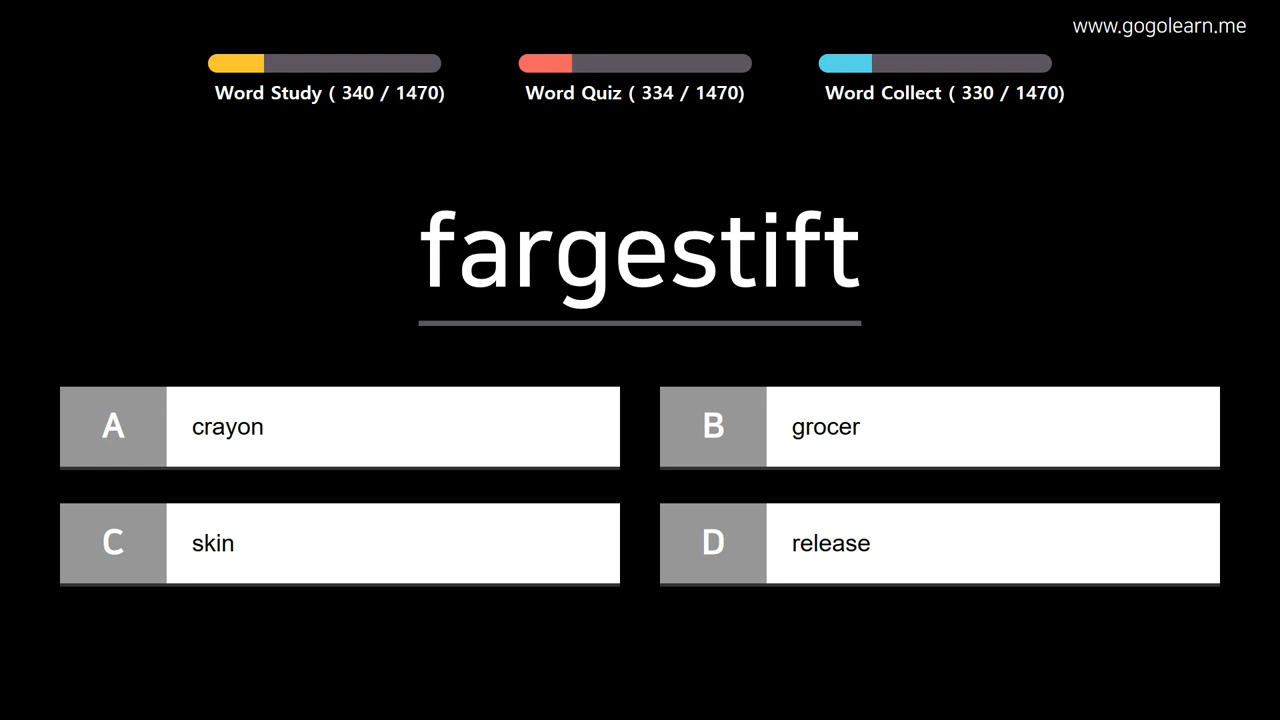 www.gogolearn.me
Word Study ( 340 / 1470)
Word Quiz ( 334 / 1470)
Word Collect ( 330 / 1470)
fargestift
A crayon
B grocer
C skin
D release